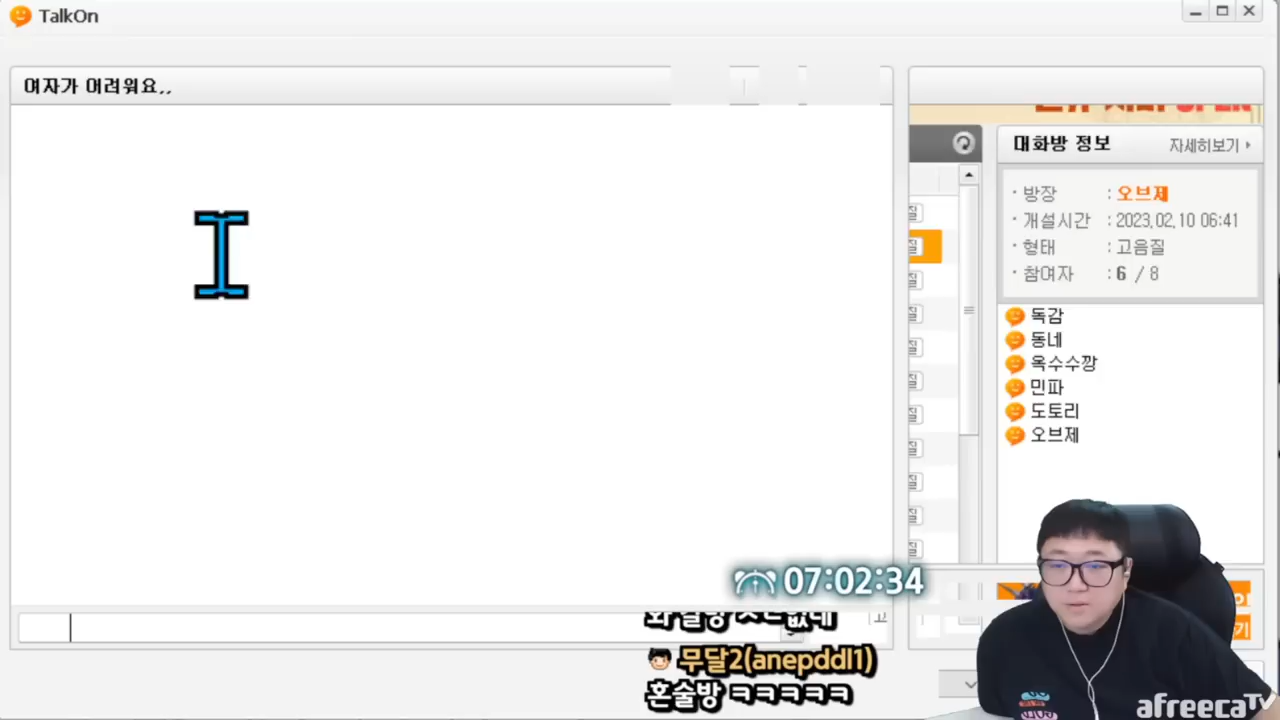 TalkOn
여자가 어려워요,,
대화방 정보
자세히보기
· 방장 : 오브제
· 개설시간 : 2023.02.10 06:41
· 형태 : 고음질
· 참여자 : 6 / 8
독감
동네
옥수수깡
민파
도토리
오브제
07:02:34
무달2(anepddl1)
혼술방 ㅋㅋㅋㅋㅋ
afreecaTV